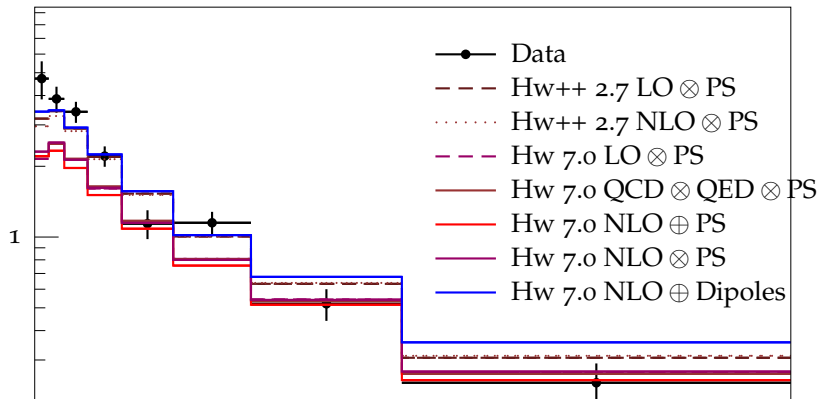 Data
Hw++ 2.7 LO ⊗ PS
Hw++ 2.7 NLO ⊗ PS
Hw 7.0 LO ⊗ PS
Hw 7.0 QCD ⊗ QED ⊗ PS
Hw 7.0 NLO ⊕ PS
Hw 7.0 NLO ⊗ PS
Hw 7.0 NLO ⊕ Dipoles
1